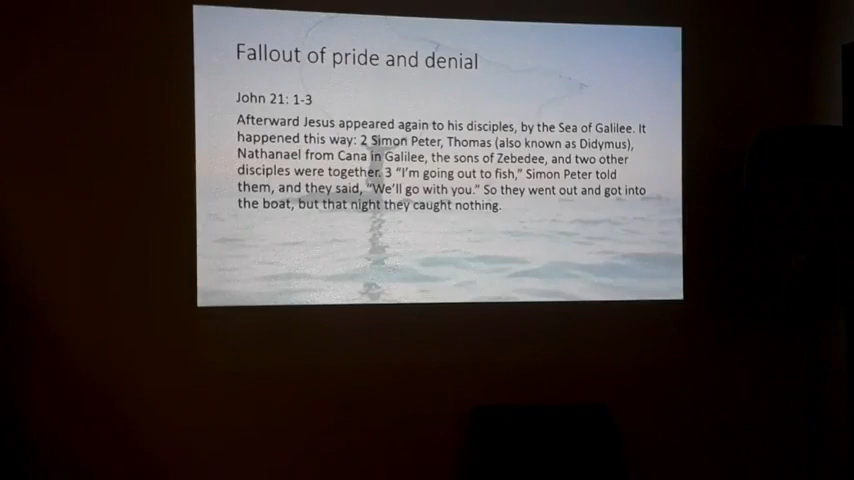 Fallout of pride and denial
John 21: 1-3
Afterward Jesus appeared again to his disciples, by the Sea of Galilee. It
happened this way: 2 Simon Peter, Thomas (also known as Didymus),
Nathanael from Cana in Galilee, the sons of Zebedee, and two other
disciples were together. 3 “I’m going out to fish,” Simon Peter told
them, and they said, “We’ll go with you.” So they went out and got into
the boat, but that night they caught nothing.